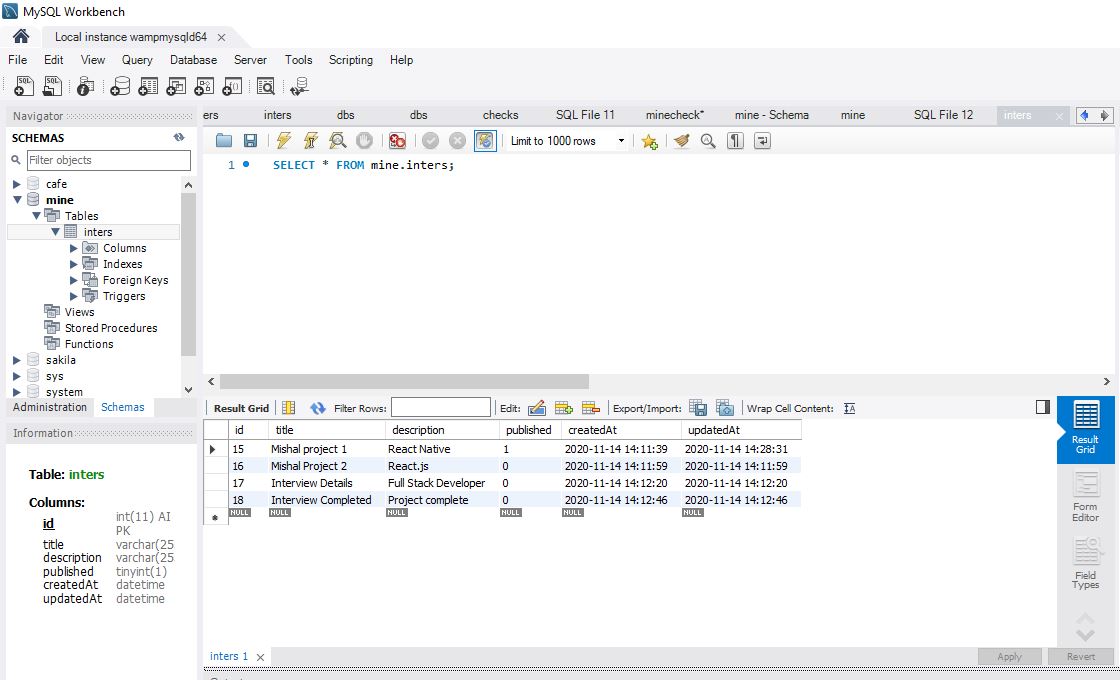 MySQL Workbench
Local instance wampmysqld64
File Edit View Query Database Server Tools Scripting Help
Navigator
ers inters dbs dbs checks SQL File 11 minecheck* mine - Schema mine SQL File 12 inters
SCHEMAS
Limit to 1000 rows
Filter objects
1 SELECT * FROM mine.inters;
cafe
mine
Tables
inters
Columns
Indexes
Foreign Keys
Triggers
Views
Stored Procedures
Functions
sakila
sys
system
Administration Schemas
Result Grid Filter Rows: Edit: Export/Import: Wrap Cell Content:
id title description published createdAt updatedAt
15 Mishal project 1 React Native 1 2020-11-14 14:11:39 2020-11-14 14:28:31
16 Mishal Project 2 React.js 0 2020-11-14 14:11:59 2020-11-14 14:11:59
17 Interview Details Full Stack Developer 0 2020-11-14 14:12:20 2020-11-14 14:12:20
18 Interview Completed Project complete 0 2020-11-14 14:12:46 2020-11-14 14:12:46
NULL NULL NULL NULL NULL NULL
Result
Grid
Form
Editor
Field
Types
Information
Table: inters
Columns:
id int(11) AI
PK
title varchar(25
description varchar(25
published tinyint(1)
createdAt datetime
updatedAt datetime
inters 1
Apply Revert